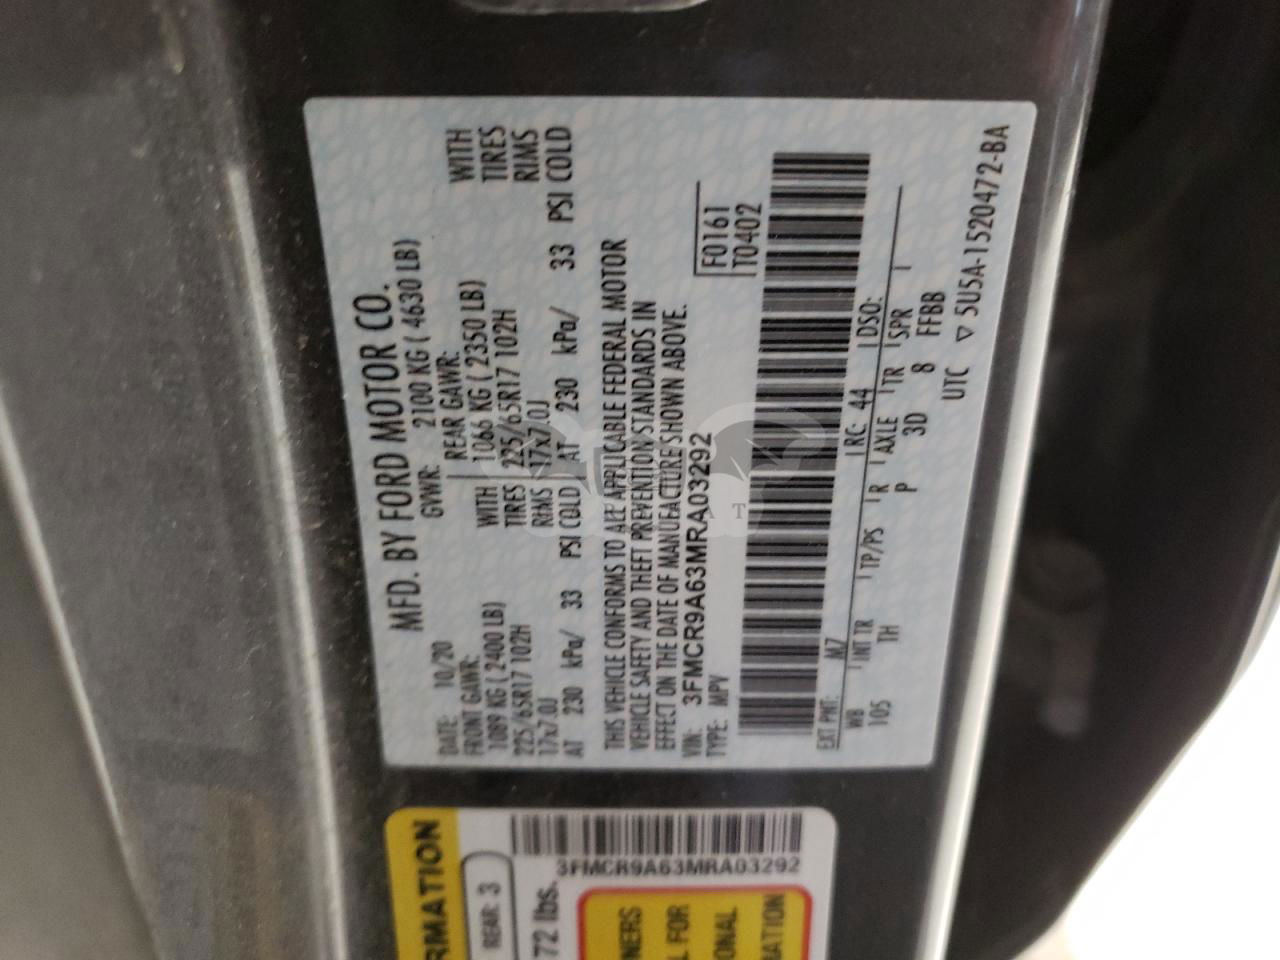 MFD. BY FORD MOTOR CO.
DATE: 10/20 GVWR: 2100 KG ( 4630 LB)
FRONT GAWR: REAR GAWR:
1089 KG ( 2400 LB) WITH 1066 KG ( 2350 LB) WITH
225/65R17 102H TIRES 225/65R17 102H TIRES
17x7.0J RIMS 17x7.0J RIMS
AT 230 kPa/ 33 PSI COLD AT 230 kPa/ 33 PSI COLD
THIS VEHICLE CONFORMS TO ALL APPLICABLE FEDERAL MOTOR
VEHICLE SAFETY AND THEFT PREVENTION STANDARDS IN
EFFECT ON THE DATE OF MANUFACTURE SHOWN ABOVE.
VIN: 3FMCR9A63MRA03292
TYPE: MPV
F0161
T0402
EXT PNT: M7 RC: 44 DSO:
WB INT TR TP/PS R AXLE TR SPR
105 TH P 3D 8 FFBB
UTC ▽ 5U5A-1520472-BA
RMATION
REAR 3
72 lbs.
3FMCR9A63MRA03292
NERS
L FOR
ONAL
MATION